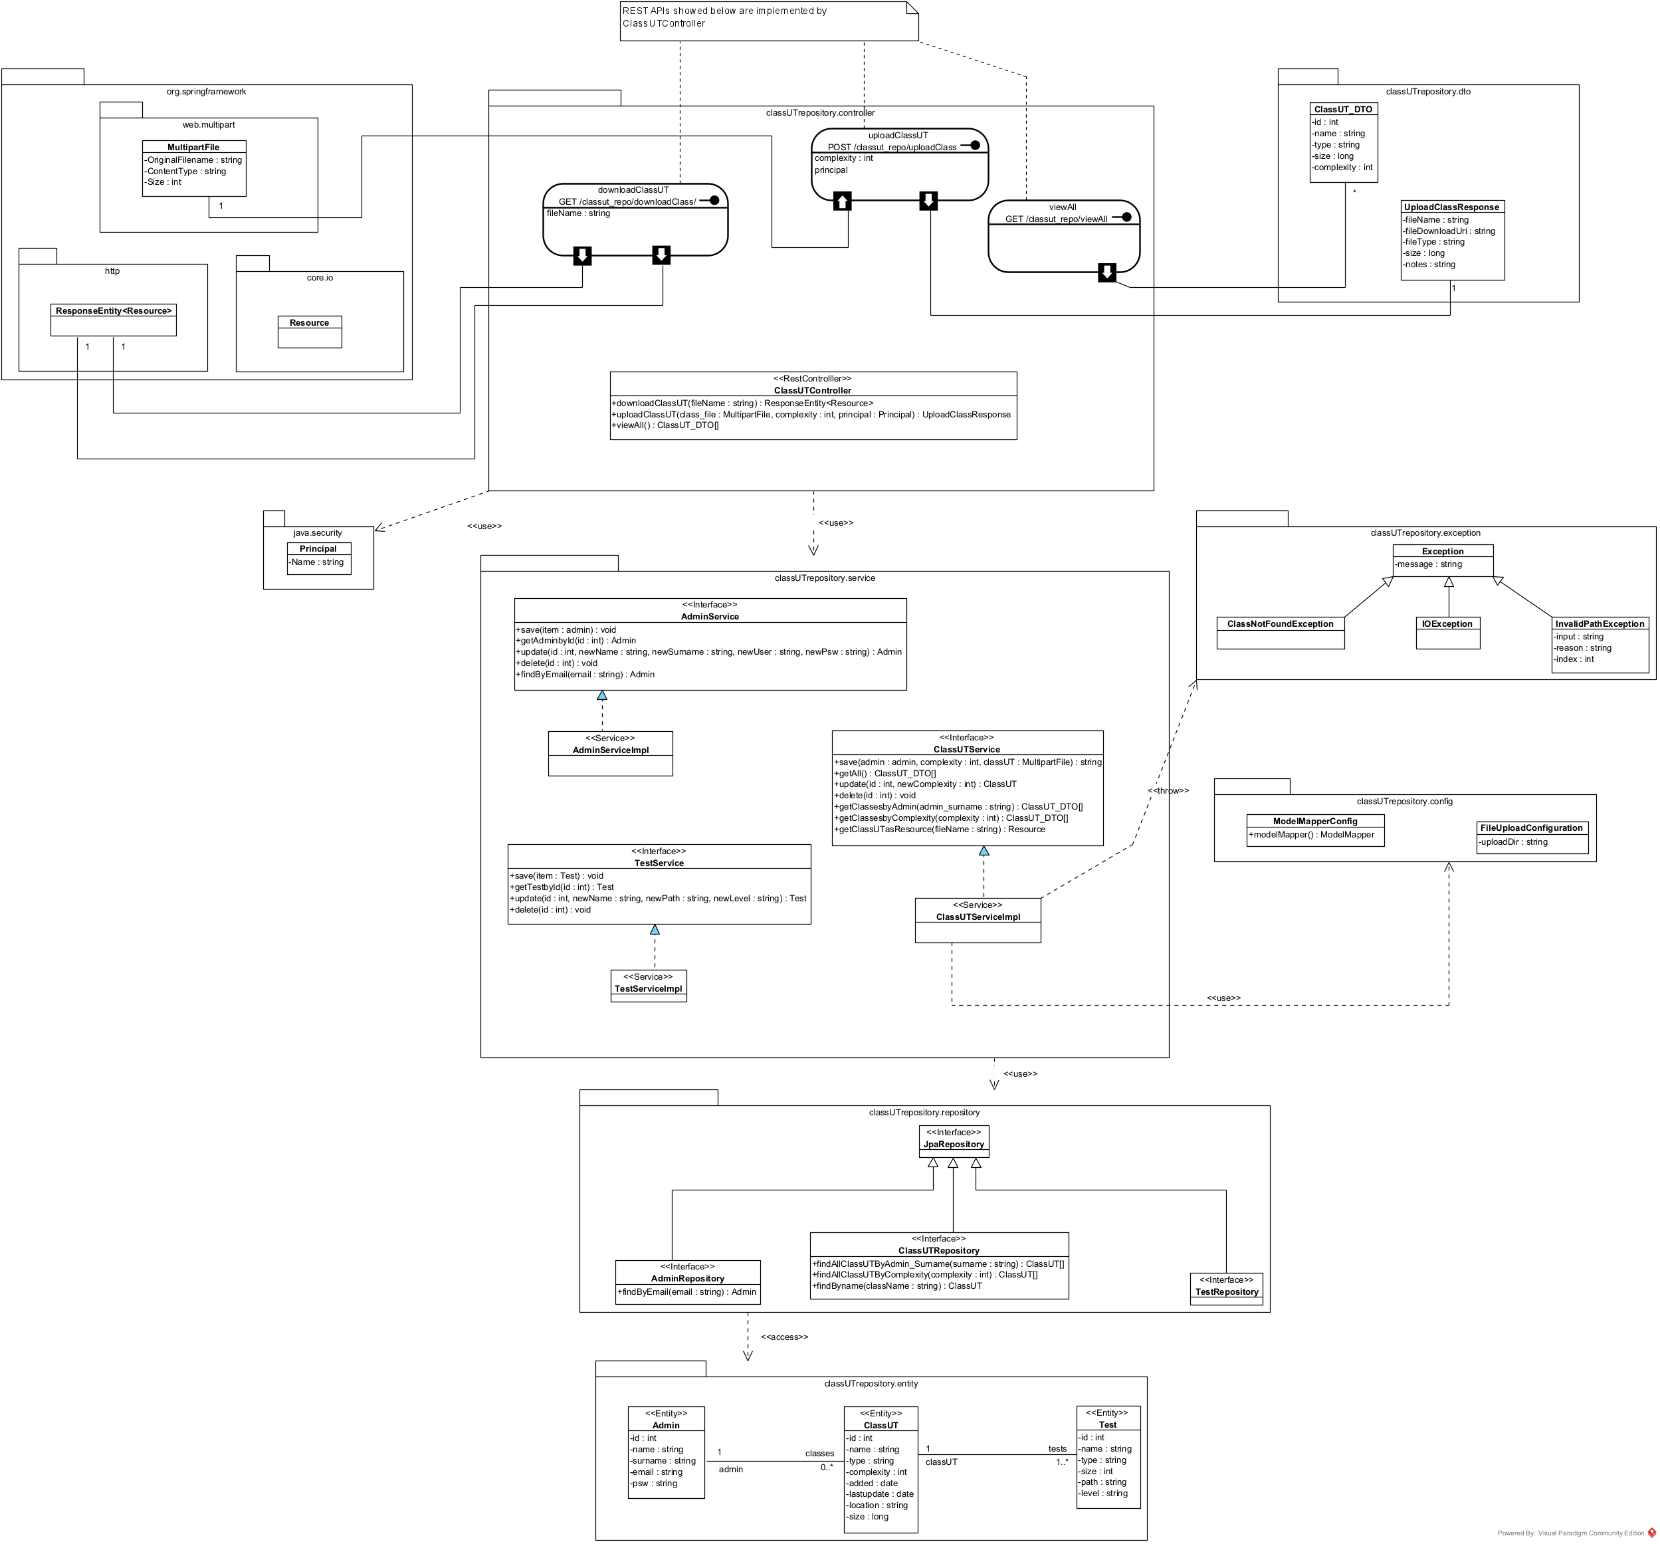 REST APIs showed below are implemented by
ClassUTController
org.springframework
web.multipart
MultipartFile
-OriginalFilename : string
-ContentType : string
-Size : int
1
http
ResponseEntity<Resource>
1
1
core.io
Resource
classUTrepository.controller
downloadClassUT
GET /classut_repo/downloadClass/
fileName : string
uploadClassUT
POST /classut_repo/uploadClass
complexity : int
principal
viewAll
GET /classut_repo/viewAll
<<RestControlller>>
ClassUTController
+downloadClassUT(fileName : string) : ResponseEntity<Resource>
+uploadClassUT(class_file : MultipartFile, complexity : int, principal : Principal) : UploadClassResponse
+viewAll() : ClassUT_DTO[]
classUTrepository.dto
ClassUT_DTO
-id : int
-name : string
-type : string
-size : long
-complexity : int
*
UploadClassResponse
-fileName : string
-fileDownloadUri : string
-fileType : string
-size : long
-notes : string
1
java.security
Principal
-Name : string
<<use>>
<<use>>
classUTrepository.service
<<Interface>>
AdminService
+save(item : admin) : void
+getAdminbyId(id : int) : Admin
+update(id : int, newName : string, newSurname : string, newUser : string, newPsw : string) : Admin
+delete(id : int) : void
+findByEmail(email : string) : Admin
<<Service>>
AdminServiceImpl
<<Interface>>
ClassUTService
+save(admin : admin, complexity : int, classUT : MultipartFile) : string
+getAll() : ClassUT_DTO[]
+update(id : int, newComplexity : int) : ClassUT
+delete(id : int) : void
+getClassesbyAdmin(admin_surname : string) : ClassUT_DTO[]
+getClassesbyComplexity(complexity : int) : ClassUT_DTO[]
+getClassUTasResource(fileName : string) : Resource
<<Interface>>
TestService
+save(item : Test) : void
+getTestbyId(id : int) : Test
+update(id : int, newName : string, newPath : string, newLevel : string) : Test
+delete(id : int) : void
<<Service>>
ClassUTServiceImpl
<<Service>>
TestServiceImpl
classUTrepository.exception
Exception
-message : string
ClassNotFoundException
IOException
InvalidPathException
-input : string
-reason : string
-index : int
<<throw>>
classUTrepository.config
ModelMapperConfig
+modelMapper() : ModelMapper
FileUploadConfiguration
-uploadDir : string
<<use>>
<<use>>
classUTrepository.repository
<<Interface>>
JpaRepository
<<Interface>>
AdminRepository
+findByEmail(email : string) : Admin
<<Interface>>
ClassUTRepository
+findAllClassUTByAdmin_Surname(surname : string) : ClassUT[]
+findAllClassUTByComplexity(complexity : int) : ClassUT[]
+findByname(className : string) : ClassUT
<<Interface>>
TestRepository
<<access>>
classUTrepository.entity
<<Entity>>
Admin
-id : int
-name : string
-surname : string
-email : string
-psw : string
1
admin
classes
0..*
<<Entity>>
ClassUT
-id : int
-name : string
-type : string
-complexity : int
-added : date
-lastupdate : date
-location : string
-size : long
1
classUT
tests
1..*
<<Entity>>
Test
-id : int
-name : string
-type : string
-size : int
-path : string
-level : string
Powered By: Visual Paradigm Community Edition